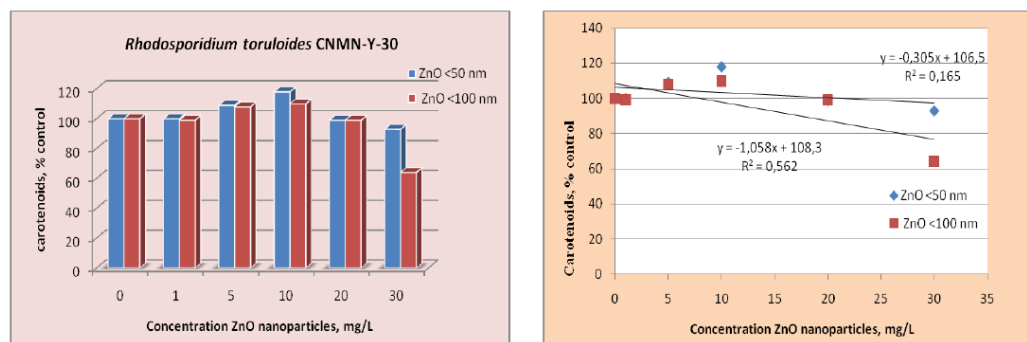 Rhodosporidium toruloides CNMN-Y-30
ZnO <50 nm
ZnO <100 nm
carotenoids, % control
120
100
80
60
40
20
0
0 1 5 10 20 30
Concentration ZnO nanoparticles, mg/L
Carotenoids, % control
140
120
100
80
60
40
120
0
y = -0,305x + 106,5
R² = 0,165
y = -1,058x + 108,3
R² = 0,562
ZnO <50 nm
ZnO <100 nm
0 5 10 15 20 25 30 35
Concentration ZnO nanoparticles, mg/L